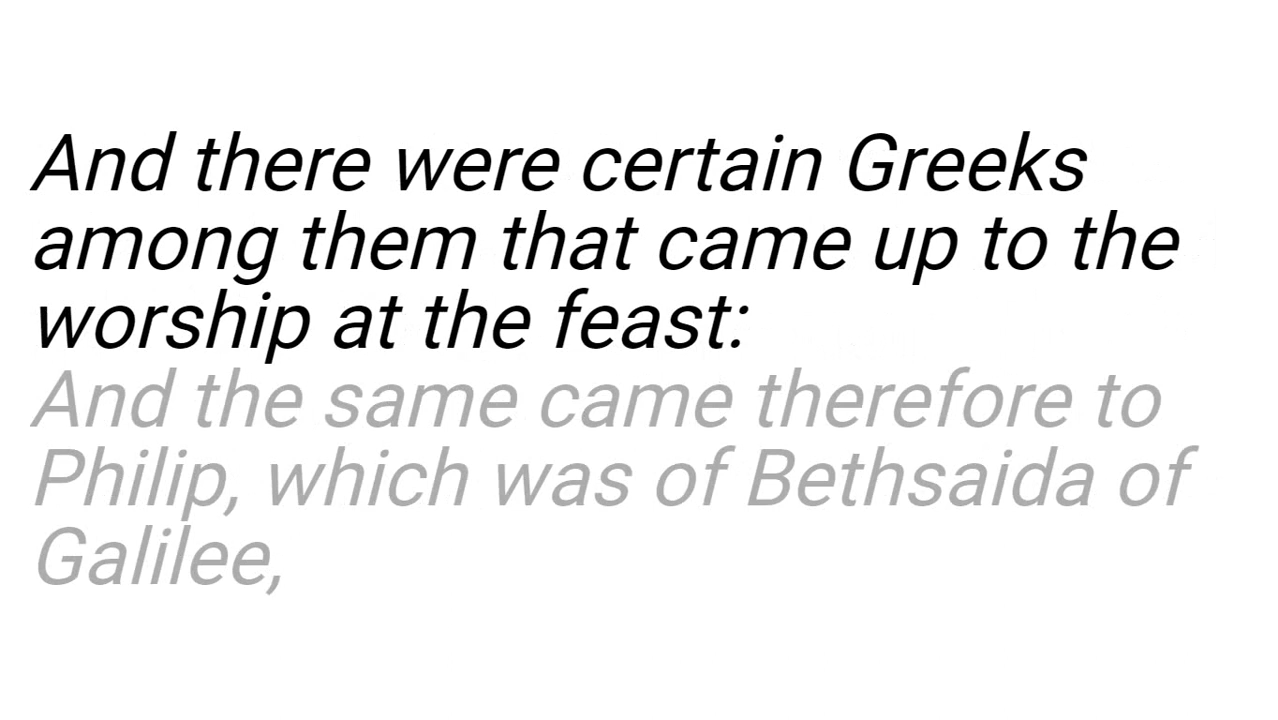 And there were certain Greeks
among them that came up to the
worship at the feast:
And the same came therefore to
Philip, which was of Bethsaida of
Galilee,